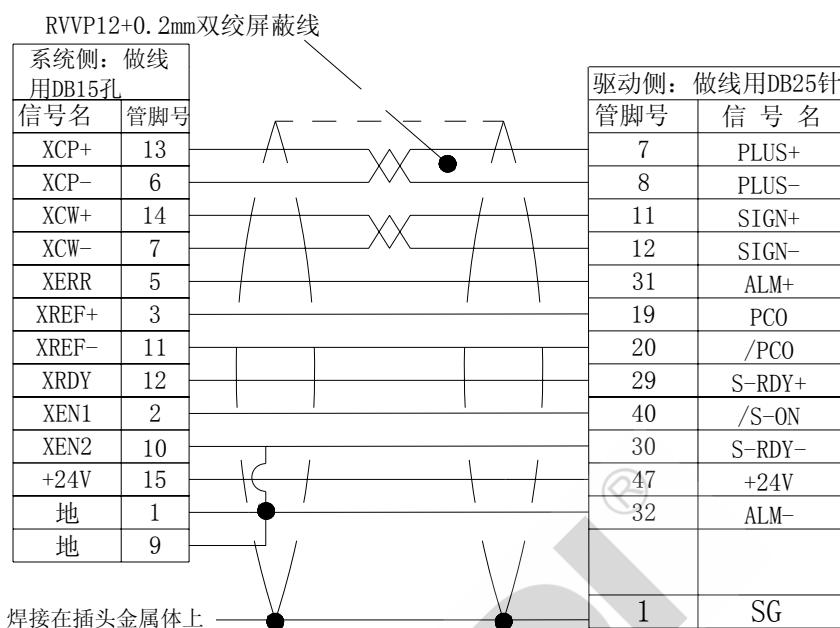 RVVP12+0.2mm双绞屏蔽线
系统侧：做线
用DB15孔
信号名 管脚号
XCP+ 13
XCP- 6
XCW+ 14
XCW- 7
XERR 5
XREF+ 3
XREF- 11
XRDY 12
XEN1 2
XEN2 10
+24V 15
地 1
地 9
驱动侧：做线用DB25针
管脚号 信号名
7 PLUS+
8 PLUS-
11 SIGN+
12 SIGN-
31 ALM+
19 PCO
20 /PCO
29 S-RDY+
40 /S-ON
30 S-RDY-
47 +24V
32 ALM-
1 SG
焊接在插头金属体上
®